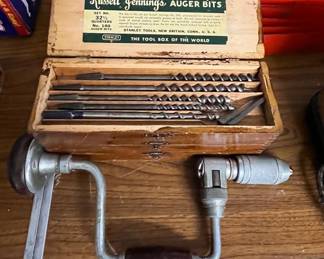 Russell Jennings AUGER BITS
SET NO.
32½
QUARTERS
NO. 100
AUGER BITS
STANLEY TOOLS, NEW BRITAIN, CONN., U. S. A.
STANLEY
THE TOOL BOX OF THE WORLD